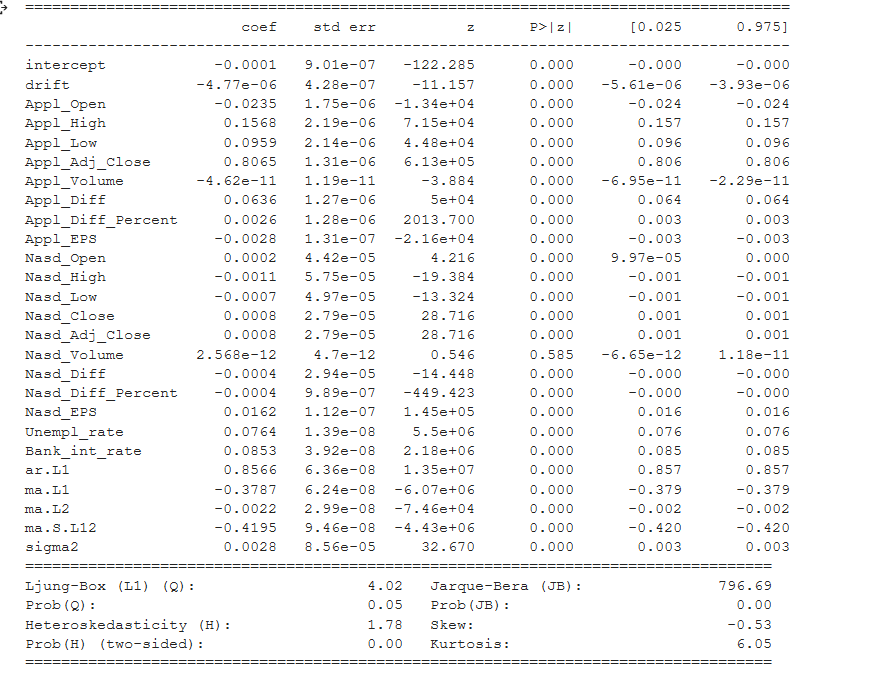 ==============================================================================
coef std err z P>|z| [0.025 0.975]
------------------------------------------------------------------------------
intercept -0.0001 9.01e-07 -122.285 0.000 -0.000 -0.000
drift -4.77e-06 4.28e-07 -11.157 0.000 -5.61e-06 -3.93e-06
Appl_Open -0.0235 1.75e-06 -1.34e+04 0.000 -0.024 -0.024
Appl_High 0.1568 2.19e-06 7.15e+04 0.000 0.157 0.157
Appl_Low 0.0959 2.14e-06 4.48e+04 0.000 0.096 0.096
Appl_Adj_Close 0.8065 1.31e-06 6.13e+05 0.000 0.806 0.806
Appl_Volume -4.62e-11 1.19e-11 -3.884 0.000 -6.95e-11 -2.29e-11
Appl_Diff 0.0636 1.27e-06 5e+04 0.000 0.064 0.064
Appl_Diff_Percent 0.0026 1.28e-06 2013.700 0.000 0.003 0.003
Appl_EPS -0.0028 1.31e-07 -2.16e+04 0.000 -0.003 -0.003
Nasd_Open 0.0002 4.42e-05 4.216 0.000 9.97e-05 0.000
Nasd_High -0.0011 5.75e-05 -19.384 0.000 -0.001 -0.001
Nasd_Low -0.0007 4.97e-05 -13.324 0.000 -0.001 -0.001
Nasd_Close 0.0008 2.79e-05 28.716 0.000 0.001 0.001
Nasd_Adj_Close 0.0008 2.79e-05 28.716 0.000 0.001 0.001
Nasd_Volume 2.568e-12 4.7e-12 0.546 0.585 -6.65e-12 1.18e-11
Nasd_Diff -0.0004 2.94e-05 -14.448 0.000 -0.000 -0.000
Nasd_Diff_Percent -0.0004 9.89e-07 -449.423 0.000 -0.000 -0.000
Nasd_EPS 0.0162 1.12e-07 1.45e+05 0.000 0.016 0.016
Unempl_rate 0.0764 1.39e-08 5.5e+06 0.000 0.076 0.076
Bank_int_rate 0.0853 3.92e-08 2.18e+06 0.000 0.085 0.085
ar.L1 0.8566 6.36e-08 1.35e+07 0.000 0.857 0.857
ma.L1 -0.3787 6.24e-08 -6.07e+06 0.000 -0.379 -0.379
ma.L2 -0.0022 2.99e-08 -7.46e+04 0.000 -0.002 -0.002
ma.S.L12 -0.4195 9.46e-08 -4.43e+06 0.000 -0.420 -0.420
sigma2 0.0028 8.56e-05 32.670 0.000 0.003 0.003
==============================================================================
Ljung-Box (L1) (Q): 4.02 Jarque-Bera (JB): 796.69
Prob(Q): 0.05 Prob(JB): 0.00
Heteroskedasticity (H): 1.78 Skew: -0.53
Prob(H) (two-sided): 0.00 Kurtosis: 6.05
==============================================================================